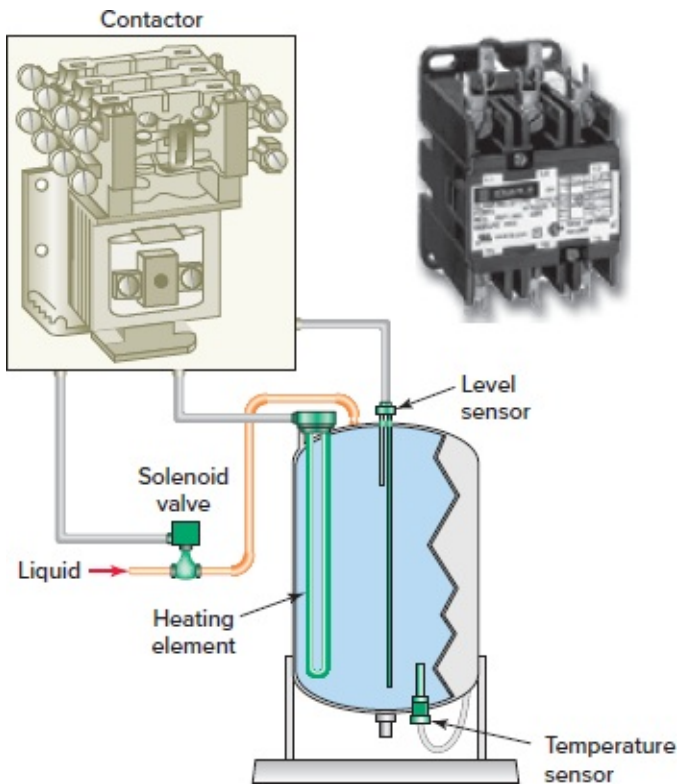 Contactor
Level
sensor
Solenoid
valve
Liquid
Heating
element
Temperature
sensor